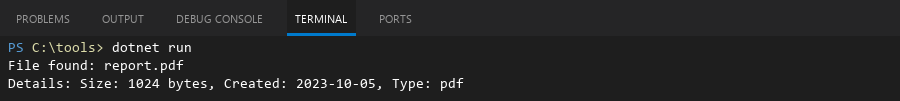 PROBLEMS OUTPUT DEBUG CONSOLE TERMINAL PORTS
PS C:\tools> dotnet run
File found: report.pdf
Details: Size: 1024 bytes, Created: 2023-10-05, Type: pdf